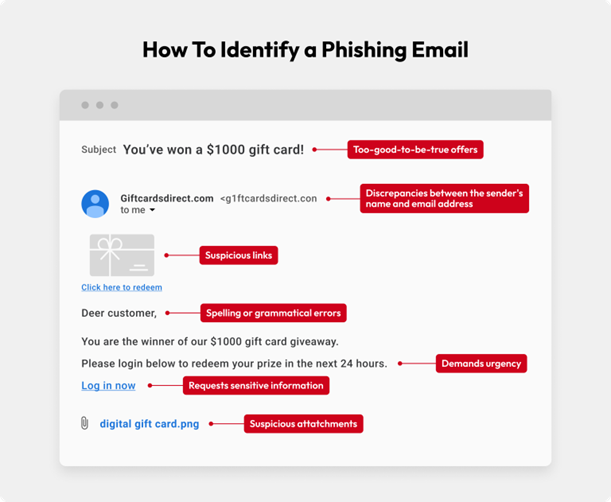 How To Identify a Phishing Email
Subject You've won a $1000 gift card!
Too-good-to-be-true offers
Giftcardsdirect.com <g1ftcardsdirect.con
to me
Discrepancies between the sender's
name and email address
Suspicious links
Click here to redeem
Deer customer,
Spelling or grammatical errors
You are the winner of our $1000 gift card giveaway.
Please login below to redeem your prize in the next 24 hours.
Demands urgency
Log in now
Requests sensitive information
digital gift card.png
Suspicious attatchments